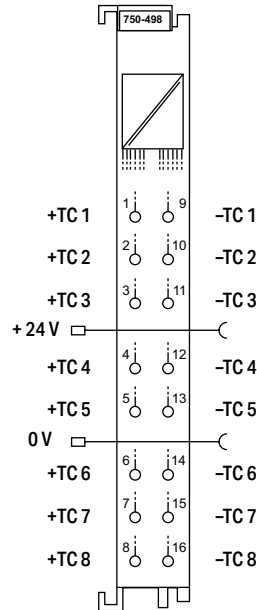 750-498
+TC 1 1 9 –TC 1
+TC 2 2 10 –TC 2
+TC 3 3 11 –TC 3
+ 24 V
+TC 4 4 12 –TC 4
+TC 5 5 13 –TC 5
0 V
+TC 6 6 14 –TC 6
+TC 7 7 15 –TC 7
+TC 8 8 16 –TC 8